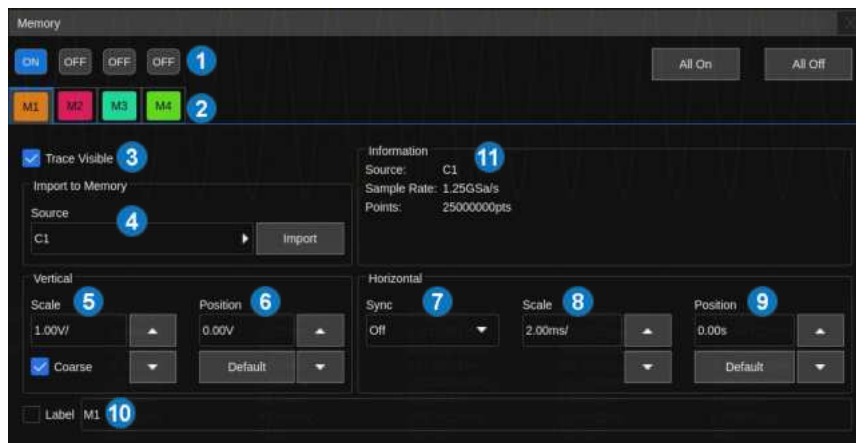 Memory X
ON OFF OFF OFF 1 All On All Off
M1 M2 M3 M4 2
Trace Visible 3
Import to Memory
Source 4
C1 Import
Information 11
Source: C1
Sample Rate: 1.25GSa/s
Points: 25000000pts
Vertical
Scale 5 Position 6
1.00V/ 0.00V
Coarse Default
Horizontal
Sync 7 Scale 8 Position 9
Off 2.00ms/ 0.00s
Default
Label M1 10